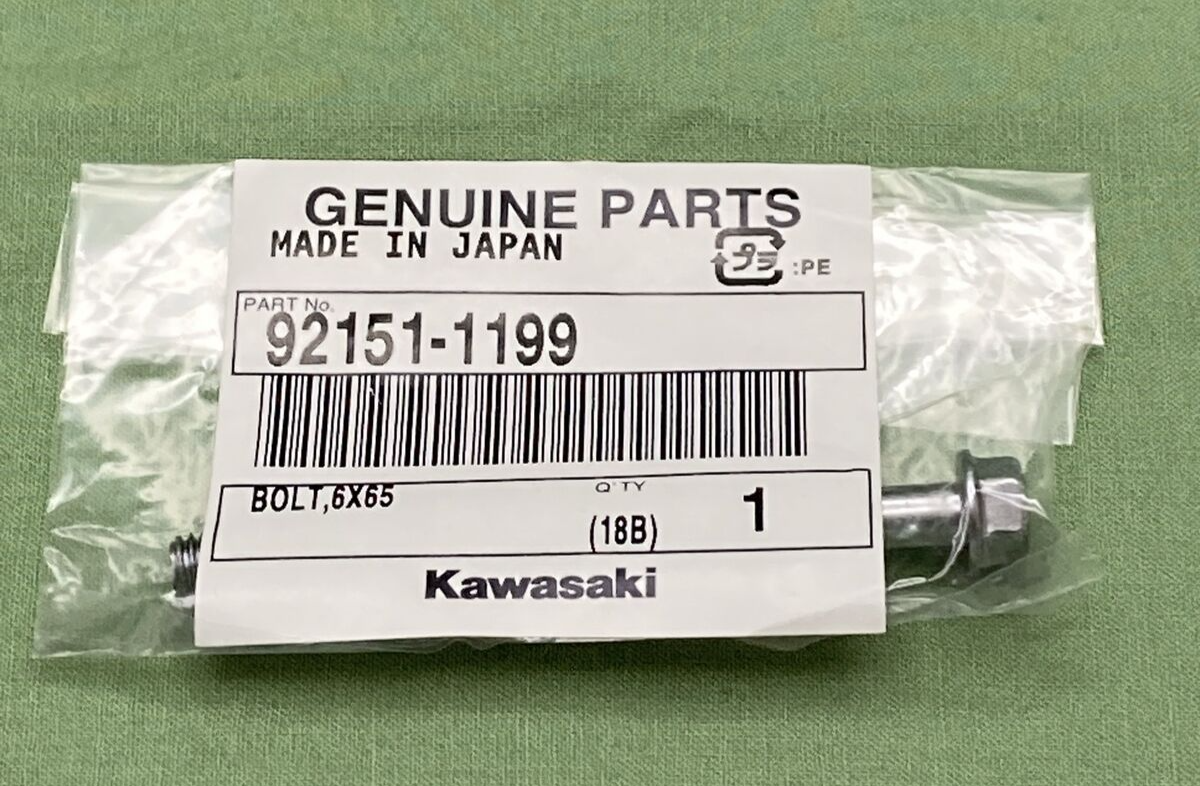 GENUINE PARTS
MADE IN JAPAN
プラ :PE
PART No.
92151-1199
BOLT,6X65
Q'TY
(18B) 1
Kawasaki